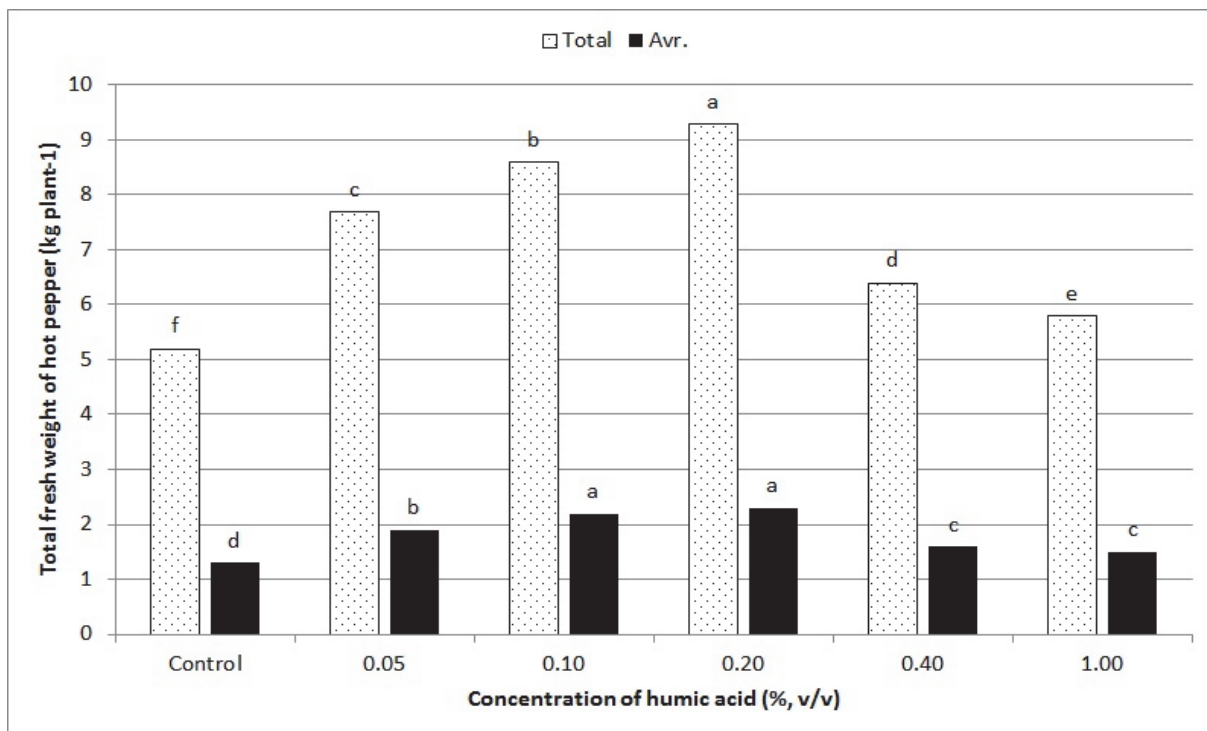 Total Avr.
Total fresh weight of hot pepper (kg plant-1)
10
9
8
7
6
5
4
3
2
1
0
f
d
c
b
b
a
a
a
d
c
e
c
Control 0.05 0.10 0.20 0.40 1.00
Concentration of humic acid (%, v/v)